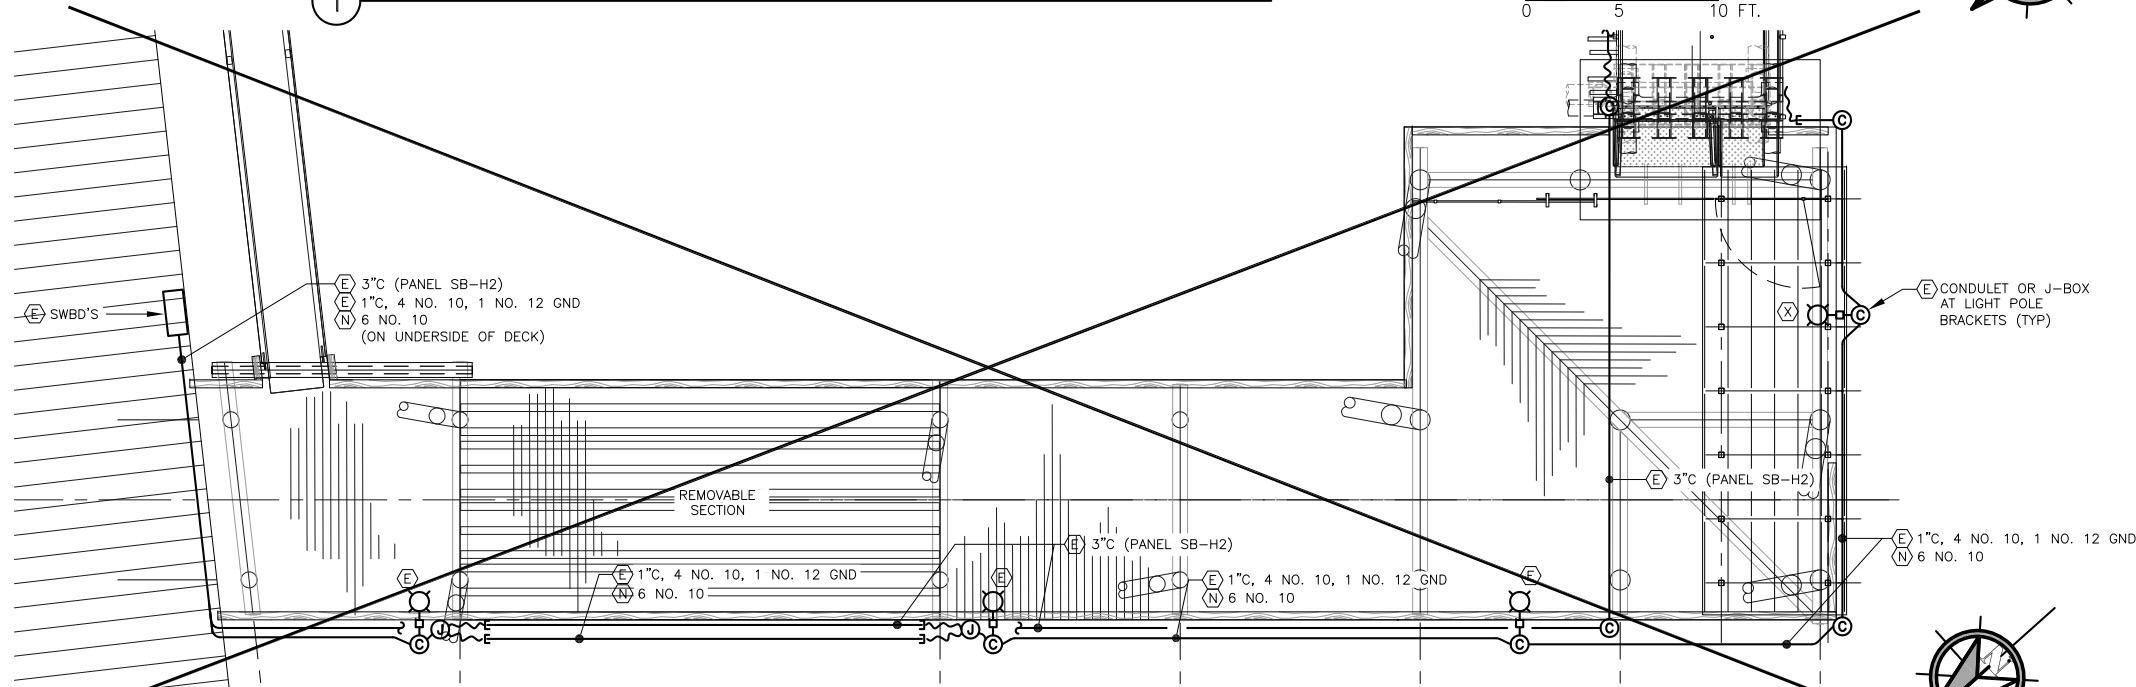 1
0 5 10 FT.
C
C
E 3"C (PANEL SB-H2)
E 1"C, 4 NO. 10, 1 NO. 12 GND
N 6 NO. 10
(ON UNDERSIDE OF DECK)
E SWBD'S
E CONDULET OR J-BOX
AT LIGHT POLE
BRACKETS (TYP)
X
C
REMOVABLE
SECTION
E 3"C (PANEL SB-H2)
E 3"C (PANEL SB-H2)
E 1"C, 4 NO. 10, 1 NO. 12 GND
N 6 NO. 10
E
E 1"C, 4 NO. 10, 1 NO. 12 GND
N 6 NO. 10
E
E 1"C, 4 NO. 10, 1 NO. 12 GND
N 6 NO. 10
E
J
J
C
C
C
C
C